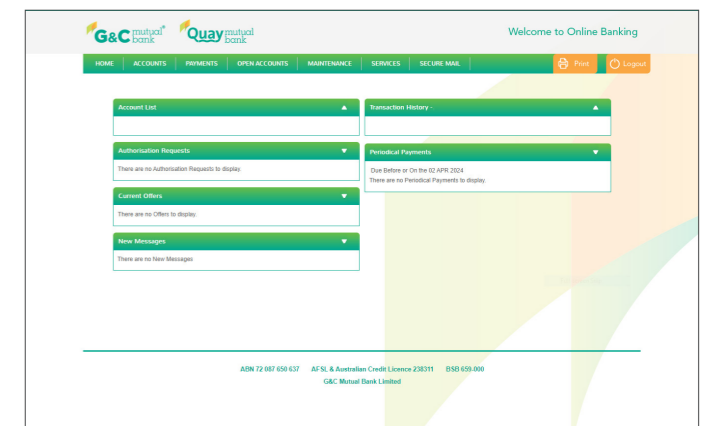 G&C mutual bank Quay mutual bank
Welcome to Online Banking
HOME ACCOUNTS PAYMENTS OPEN ACCOUNTS MAINTENANCE SERVICES SECURE MAIL Print Logout
Account List
Transaction History -
Authorisation Requests
There are no Authorisation Requests to display.
Periodical Payments
Due Before or On the 02 APR 2024
There are no Periodical Payments to display.
Current Offers
There are no Offers to display.
New Messages
There are no New Messages
ABN 72 087 650 637 AFSL & Australian Credit Licence 238311 BSB 659-000
G&C Mutual Bank Limited